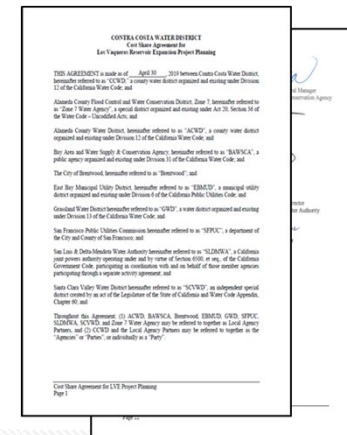 CONTRA COSTA WATER DISTRICT
Cost Share Agreement for
Los Vaqueros Reservoir Expansion Project Planning
THIS AGREEMENT is made as of April 30, 2019 between Contra Costa Water District,
hereinafter referred to as "CCWD," a county water district organized and existing under Division
12 of the California Water Code; and
Alameda County Flood Control and Water Conservation District, Zone 7, hereinafter referred to
as "Zone 7 Water Agency", a special district organized and existing under Act 20, Section 36 of
the Water Code – Uncodified Acts; and
Alameda County Water District, hereinafter referred to as "ACWD", a county water district
organized and existing under Division 12 of the California Water Code; and
Bay Area and Water Supply & Conservation Agency, hereinafter referred to as "BAWSCA", a
public agency organized and existing under Division 31 of the California Water Code; and
The City of Brentwood, hereinafter referred to as "Brentwood"; and
East Bay Municipal Utility District, hereinafter referred to as "EBMUD", a municipal utility
district organized and existing under Division 6 of the California Public Utilities Code; and
Grassland Water District hereinafter referred to as "GWD", a water district organized and existing
under Division 13 of the California Water Code; and
San Francisco Public Utilities Commission hereinafter referred to as "SFPUC", a department of
the City and County of San Francisco; and
San Luis & Delta-Mendota Water Authority hereinafter referred to as "SLDMWA", a California
joint powers authority operating under and by virtue of Section 6500, et seq., of the California
Government Code, participating in coordination with and on behalf of those member agencies
participating through a separate activity agreement; and
Santa Clara Valley Water District hereinafter referred to as "SCVWD", an independent special
district created by an act of the Legislature of the State of California and Water Code Appendix,
Chapter 60; and
Throughout this Agreement: (1) ACWD, BAWSCA, Brentwood, EBMUD, GWD, SFPUC,
SLDMWA, SCVWD, and Zone 7 Water Agency may be referred to together as Local Agency
Partners, and (2) CCWD and the Local Agency Partners may be referred to together as the
"Agencies" or "Parties", or individually as a "Party".
Cost Share Agreement for LVE Project Planning
Page 1
Manager
Agency
Authority